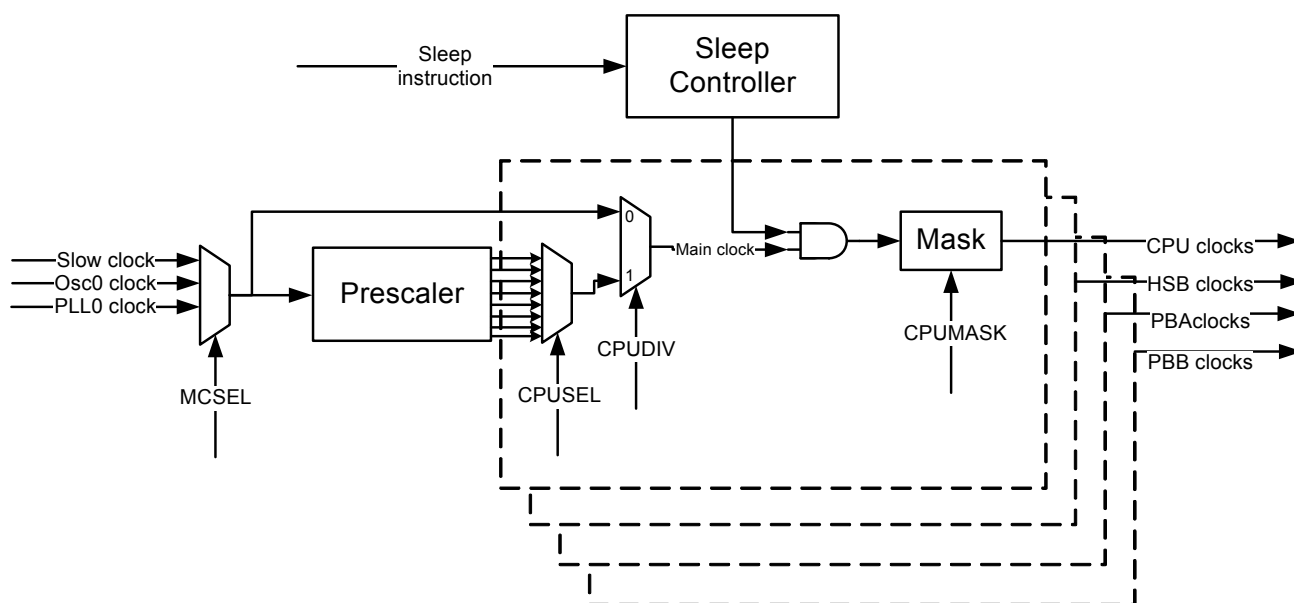 Sleep
instruction
Sleep
Controller
0
Slow clock
Osc0 clock
PLL0 clock
Prescaler
1
Main clock
Mask
CPU clocks
HSB clocks
PBAclocks
PBB clocks
MCSEL
CPUSEL
CPUDIV
CPUMASK